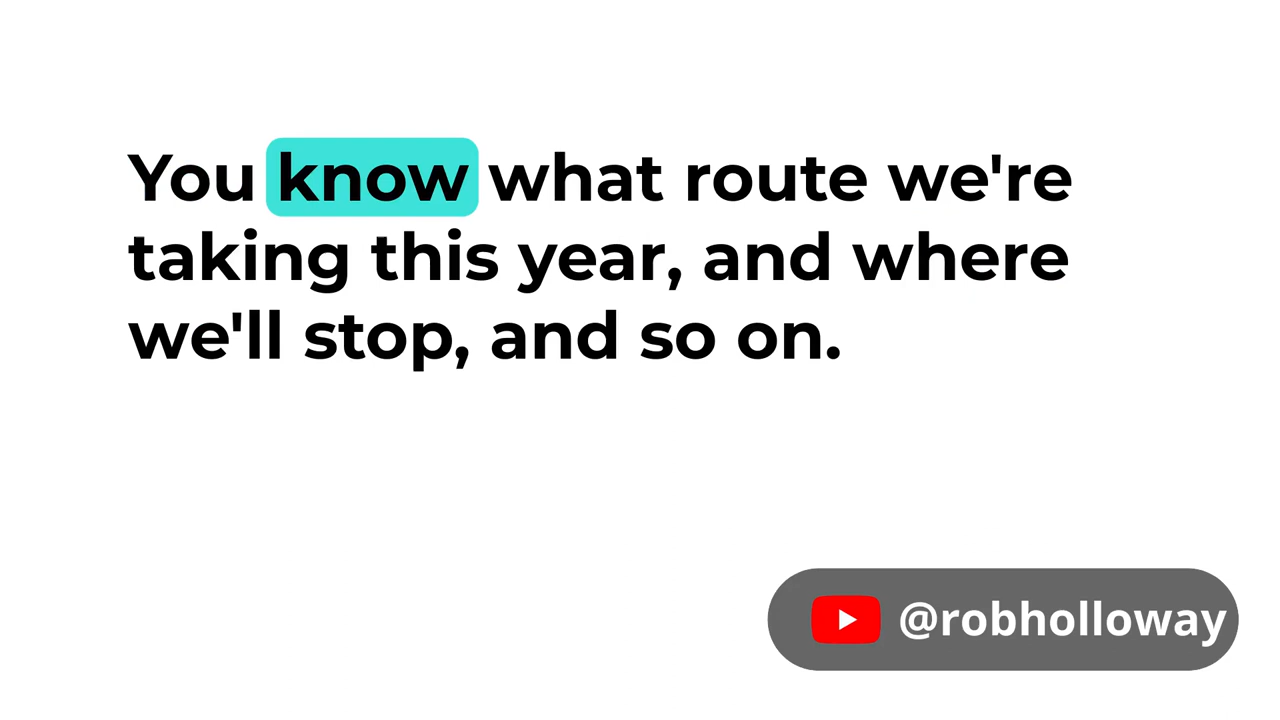 You know what route we're
taking this year, and where
we'll stop, and so on.
@robholloway